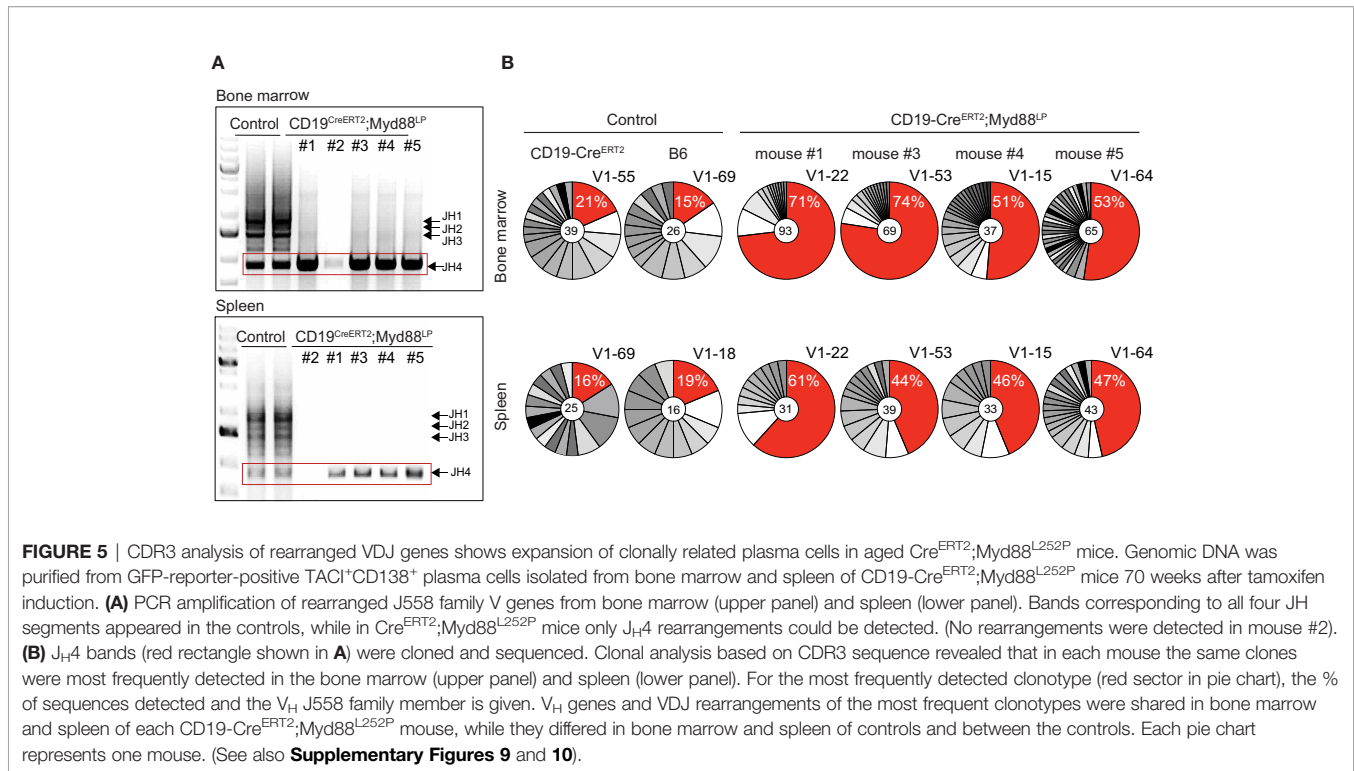 A
B
Bone marrow
Control CD19CreERT2;Myd88LP
#1 #2 #3 #4 #5
JH1
JH2
JH3
JH4
Spleen
Control CD19CreERT2;Myd88LP
#2 #1 #3 #4 #5
JH1
JH2
JH3
JH4
Control CD19-CreERT2;Myd88LP
CD19-CreERT2 B6 mouse #1 mouse #3 mouse #4 mouse #5
Bone marrow
V1-55 V1-69 V1-22 V1-53 V1-15 V1-64
21% 15% 71% 74% 51% 53%
39 26 93 69 37 65
Spleen
V1-69 V1-18 V1-22 V1-53 V1-15 V1-64
16% 19% 61% 44% 46% 47%
25 16 31 39 33 43
FIGURE 5 | CDR3 analysis of rearranged VDJ genes shows expansion of clonally related plasma cells in aged CreERT2;Myd88L252P mice. Genomic DNA was
purified from GFP-reporter-positive TACI+CD138+ plasma cells isolated from bone marrow and spleen of CD19-CreERT2;Myd88L252P mice 70 weeks after tamoxifen
induction. (A) PCR amplification of rearranged J558 family V genes from bone marrow (upper panel) and spleen (lower panel). Bands corresponding to all four JH
segments appeared in the controls, while in CreERT2;Myd88L252P mice only JH4 rearrangements could be detected. (No rearrangements were detected in mouse #2).
(B) JH4 bands (red rectangle shown in A) were cloned and sequenced. Clonal analysis based on CDR3 sequence revealed that in each mouse the same clones
were most frequently detected in the bone marrow (upper panel) and spleen (lower panel). For the most frequently detected clonotype (red sector in pie chart), the %
of sequences detected and the VH J558 family member is given. VH genes and VDJ rearrangements of the most frequent clonotypes were shared in bone marrow
and spleen of each CD19-CreERT2;Myd88L252P mouse, while they differed in bone marrow and spleen of controls and between the controls. Each pie chart
represents one mouse. (See also Supplementary Figures 9 and 10).